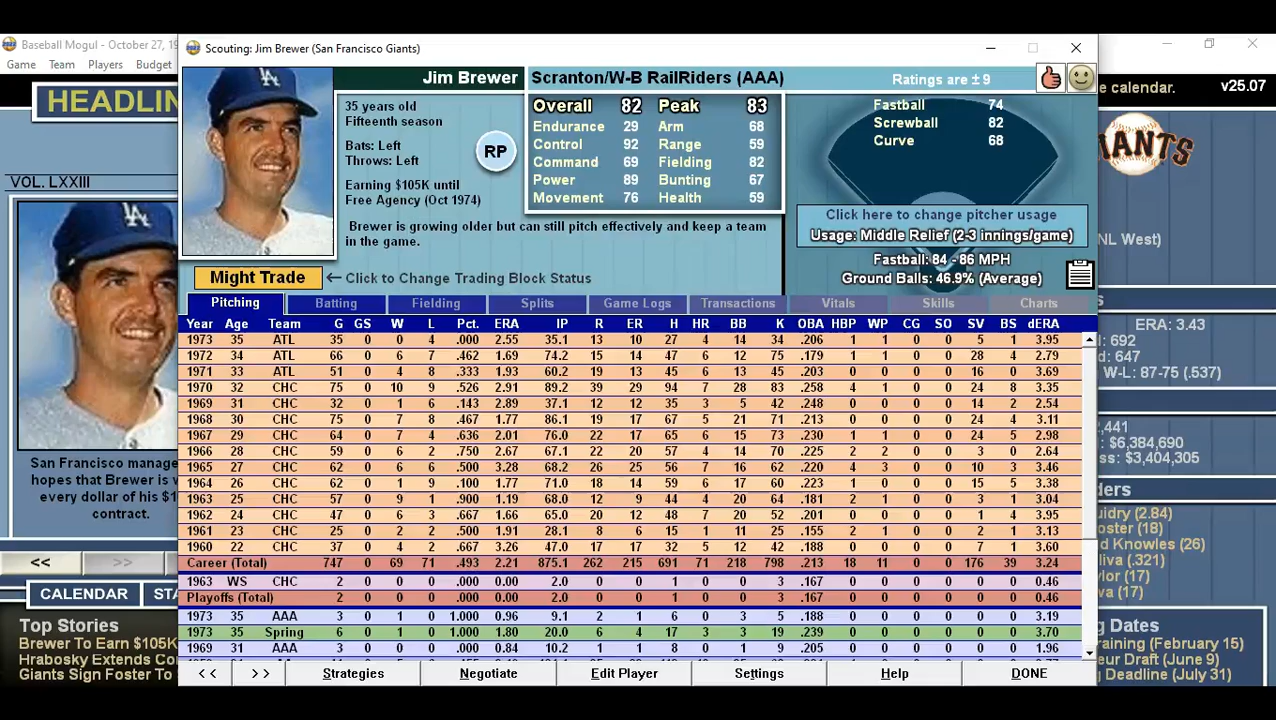 Baseball Mogul - October 27, 19
Game Team Players Budget
HEADLIN
VOL. LXXIII
San Francisco manage
hopes that Brewer is w
every dollar of his $1
contract.
<< >>
CALENDAR STA
Top Stories
Brewer To Earn $105K
Hrabosky Extends Co
Giants Sign Foster To
Scouting: Jim Brewer (San Francisco Giants)
Jim Brewer
35 years old
Fifteenth season
Bats: Left
Throws: Left
Earning $105K until
Free Agency (Oct 1974)
RP
Brewer is growing older but can still pitch effectively and keep a team
in the game.
Might Trade
Click to Change Trading Block Status
Scranton/W-B RailRiders (AAA)
Ratings are ± 9
Overall 82 Peak 83
Endurance 29 Arm 68
Control 92 Range 59
Command 69 Fielding 82
Power 89 Bunting 67
Movement 76 Health 59
Fastball 74
Screwball 82
Curve 68
Click here to change pitcher usage
Usage: Middle Relief (2-3 innings/game)
Fastball: 84 - 86 MPH
Ground Balls: 46.9% (Average)
Pitching Batting Fielding Splits Game Logs Transactions Vitals Skills Charts
Year Age Team G GS W L Pct. ERA IP R ER H HR BB K OBA HBP WP CG SO SV BS dERA
1973 35 ATL 35 0 0 4 .000 2.55 35.1 13 10 27 4 14 34 .206 1 1 0 0 5 1 3.95
1972 34 ATL 66 0 6 7 .462 1.69 74.2 15 14 47 6 12 75 .179 1 1 0 0 28 4 2.79
1971 33 ATL 51 0 4 8 .333 1.93 60.2 19 13 45 6 13 45 .203 0 0 0 0 16 0 3.69
1970 32 CHC 75 0 10 9 .526 2.91 89.2 39 29 94 7 28 83 .258 4 1 0 0 24 8 3.35
1969 31 CHC 32 0 1 6 .143 2.89 37.1 12 12 35 3 5 42 .248 0 0 0 0 14 2 2.54
1968 30 CHC 75 0 7 8 .467 1.77 86.1 19 17 67 5 21 71 .213 0 0 0 0 24 4 3.11
1967 29 CHC 64 0 7 4 .636 2.01 76.0 22 17 65 6 15 73 .230 1 1 0 0 24 5 2.98
1966 28 CHC 59 0 6 2 .750 2.67 67.1 22 20 57 4 14 70 .225 2 2 0 0 3 0 2.64
1965 27 CHC 62 0 6 6 .500 3.28 68.2 26 25 56 7 16 62 .220 4 3 0 0 10 3 3.46
1964 26 CHC 62 0 1 9 .100 1.77 71.0 18 14 59 6 17 60 .223 1 0 0 0 15 5 3.38
1963 25 CHC 57 0 9 1 .900 1.19 68.0 12 9 44 4 20 64 .181 2 1 0 0 3 1 3.04
1962 24 CHC 47 0 6 3 .667 1.66 65.0 20 12 48 7 20 52 .201 0 0 0 0 1 4 3.95
1961 23 CHC 25 0 2 2 .500 1.91 28.1 8 6 15 1 11 25 .155 2 1 0 0 2 1 3.13
1960 22 CHC 37 0 4 2 .667 3.26 47.0 17 17 32 5 12 42 .188 0 0 0 0 7 1 3.60
Career (Total) 747 0 69 71 .493 2.21 875.1 262 215 691 71 218 798 .213 18 11 0 0 176 39 3.24
1963 WS CHC 2 0 0 0 .000 0.00 2.0 0 0 1 0 0 3 .167 0 0 0 0 0 0 0.46
Playoffs (Total) 2 0 0 0 .000 0.00 2.0 0 0 1 0 0 3 .167 0 0 0 0 0 0 0.46
1973 35 AAA 3 0 1 0 1.000 0.96 9.1 2 1 6 0 3 5 .188 0 0 0 0 0 0 3.19
1973 35 Spring 6 0 1 0 1.000 1.80 20.0 6 4 17 3 3 19 .239 0 0 0 0 0 0 3.70
1969 31 AAA 3 0 0 0 .000 0.84 10.2 1 1 8 0 1 9 .205 0 0 0 0 0 0 1.96
<< >> Strategies Negotiate Edit Player Settings Help DONE
e calendar. v25.07
GIANTS
NL West)
s
ERA: 3.43
: 692
: 647
W-L: 87-75 (.537)
2,441
: $6,384,690
ss: $3,404,305
ders
uidry (2.84)
oster (18)
d Knowles (26)
liva (.321)
ylor (17)
va (17)
g Dates
raining (February 15)
eur Draft (June 9)
g Deadline (July 31)